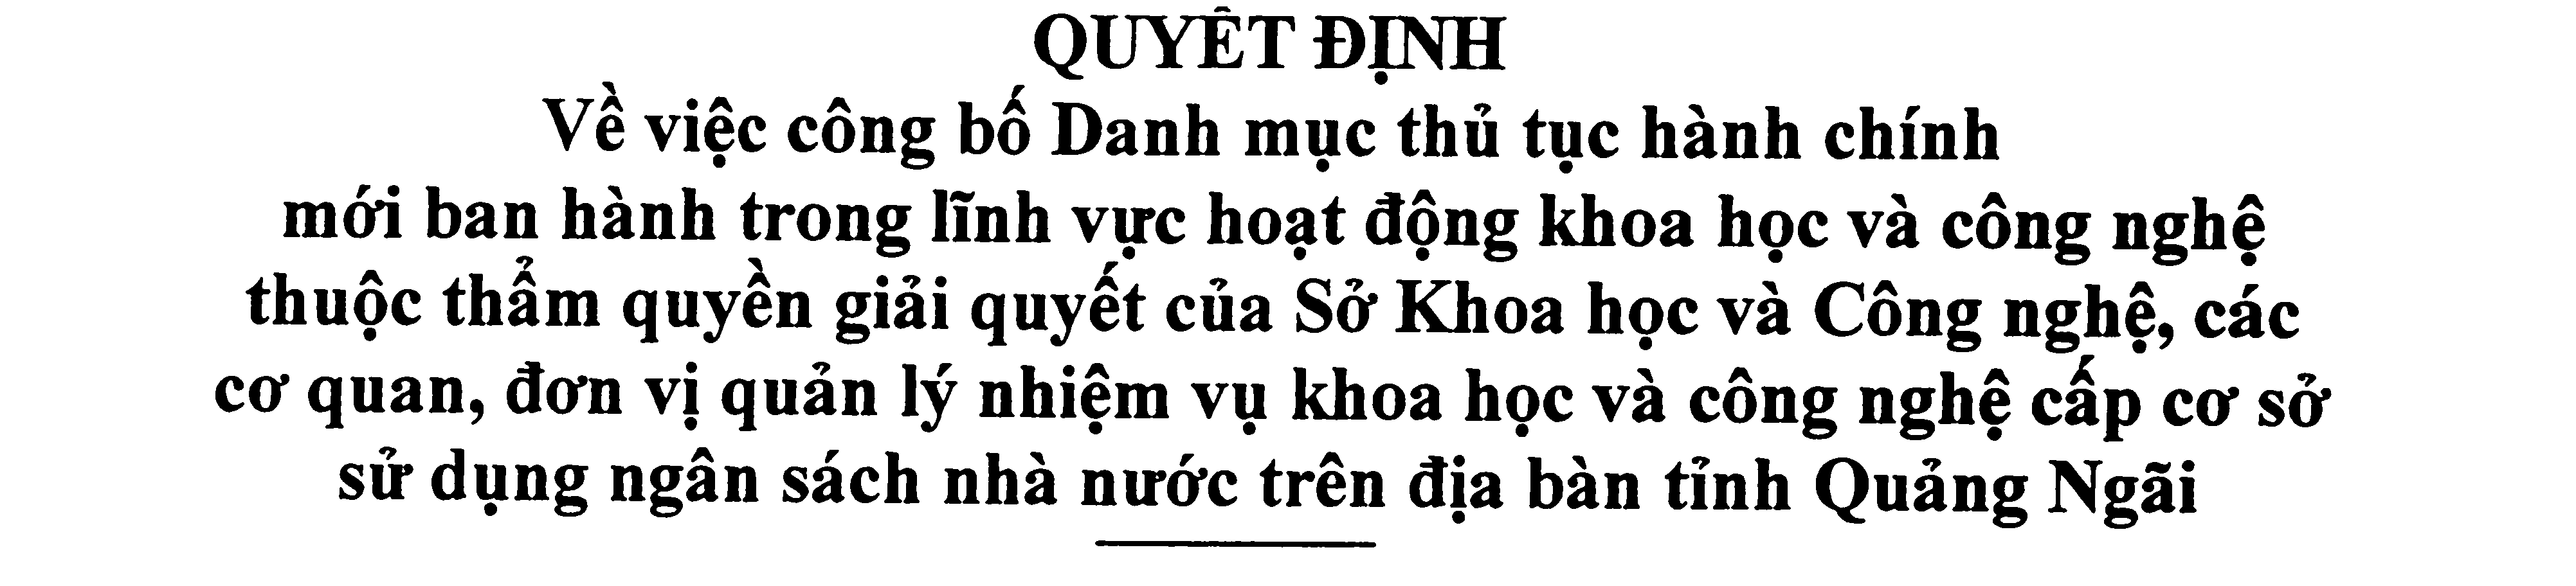 QUYẾT ĐỊNH
Về việc công bố Danh mục thủ tục hành chính
mới ban hành trong lĩnh vực hoạt động khoa học và công nghệ
thuộc thẩm quyền giải quyết của Sở Khoa học và Công nghệ, các
cơ quan, đơn vị quản lý nhiệm vụ khoa học và công nghệ cấp cơ sở
sử dụng ngân sách nhà nước trên địa bàn tỉnh Quảng Ngãi